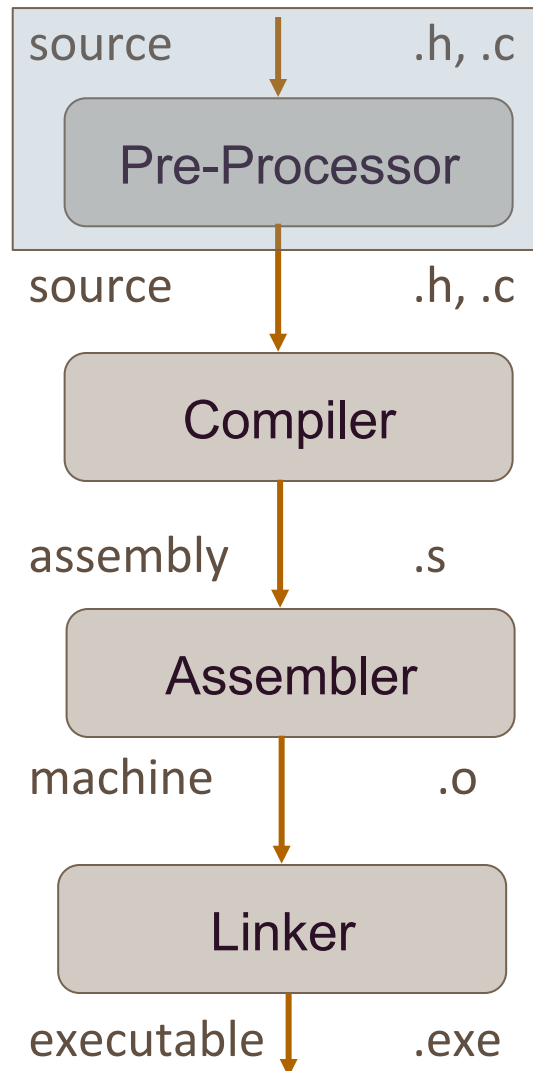 source .h, .c
Pre-Processor
source .h, .c
Compiler
assembly .s
Assembler
machine .o
Linker
executable .exe